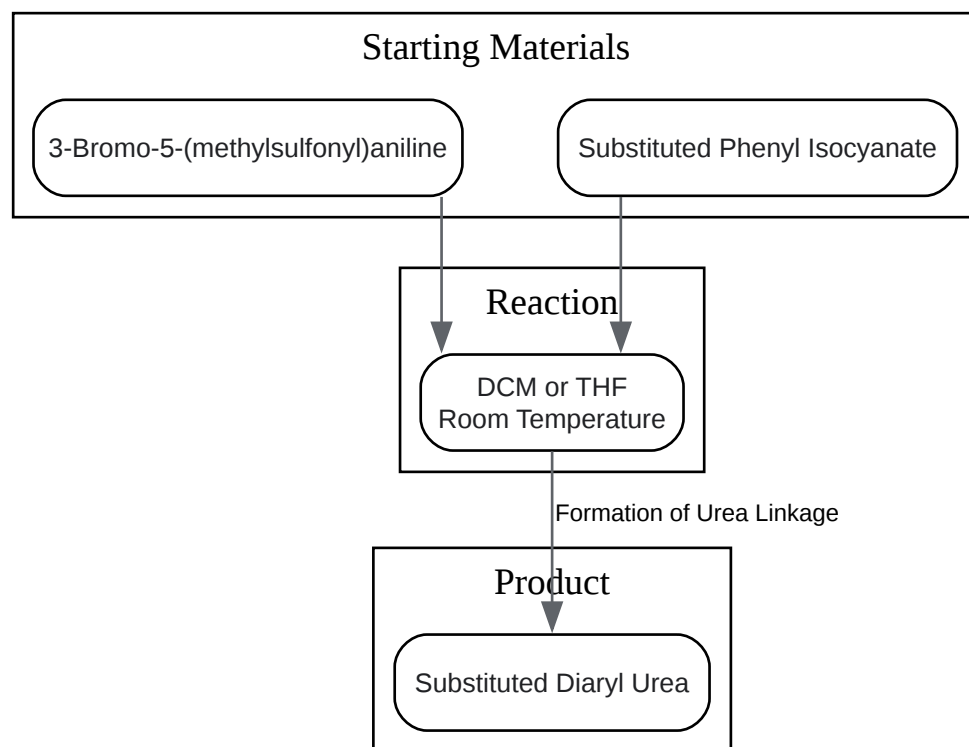 Starting Materials
3-Bromo-5-(methylsulfonyl)aniline
Substituted Phenyl Isocyanate
Reaction
DCM or THF
Room Temperature
Formation of Urea Linkage
Product
Substituted Diaryl Urea